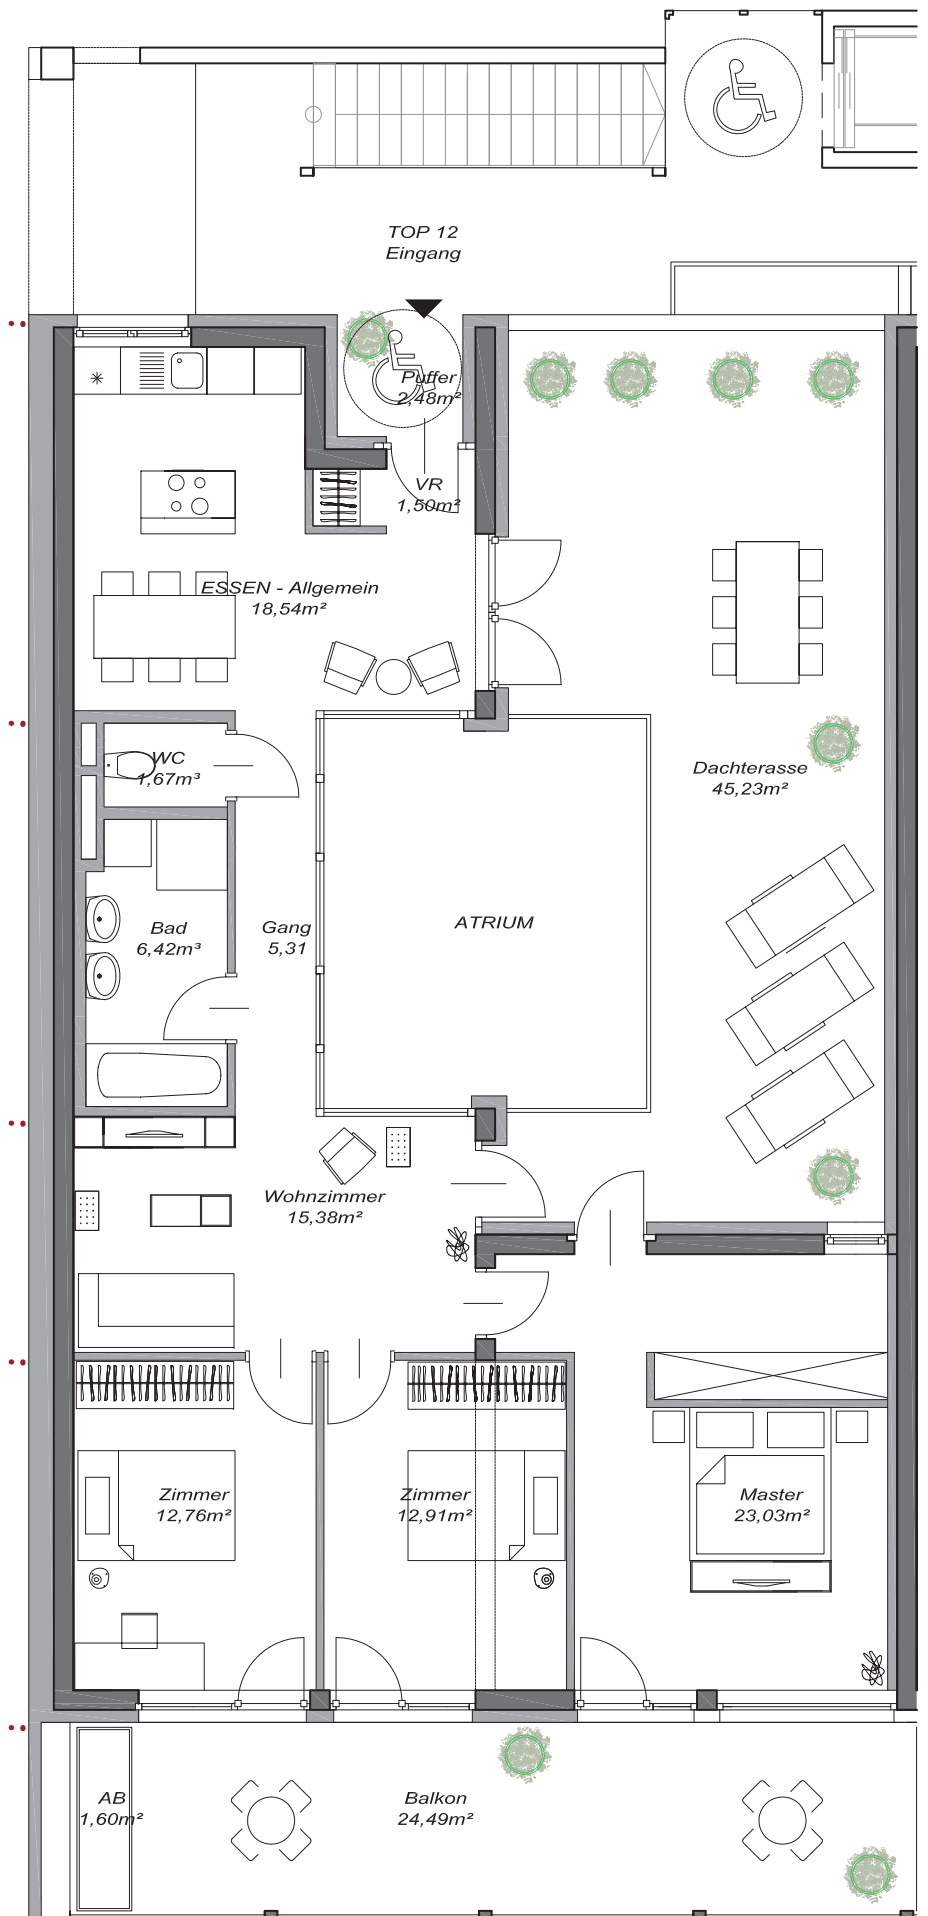 TOP 12
Eingang
Puffer
2,48m²
VR
1,50m²
ESSEN - Allgemein
18,54m²
WC
1,67m³
Dachterasse
45,23m²
Bad
6,42m³
Gang
5,31
ATRIUM
Wohnzimmer
15,38m²
Zimmer
12,76m²
Zimmer
12,91m²
Master
23,03m²
AB
1,60m²
Balkon
24,49m²